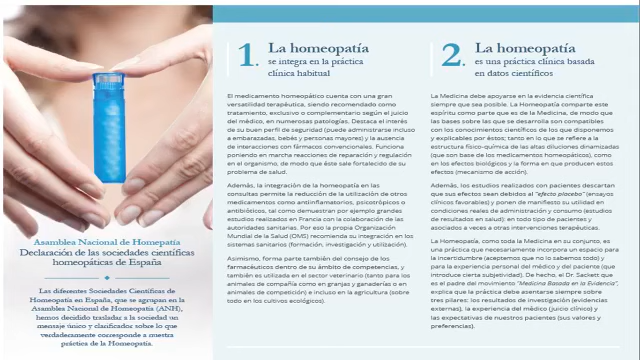 Asamblea Nacional de Homepatía
Declaración de las sociedades científicas
homeopáticas de España
Las diferentes Sociedades Científicas de
Homeopatía en España, que se agrupan en la
Asamblea Nacional de Homeopatía (ANH),
hemos decidido trasladar a la sociedad un
mensaje único y clarificador sobre lo que
verdaderamente corresponde a nuestra
práctica de la Homeopatía.
1. La homeopatía
se integra en la práctica
clínica habitual
El medicamento homeopático cuenta con una gran
versatilidad terapéutica, siendo recomendado como
tratamiento, exclusivo o complementario según el juicio
del médico, en numerosas patologías. Destaca el interés
de su buen perfil de seguridad (puede administrarse incluso
a embarazadas, bebés y personas mayores) y la ausencia
de interacciones con fármacos convencionales. Funciona
poniendo en marcha reacciones de reparación y regulación
en el organismo, de modo que éste sale fortalecido de su
problema de salud.
Además, la integración de la homeopatía en las
consultas permite la reducción de la utilización de otros
medicamentos como antiinflamatorios, psicotrópicos o
antibióticos, tal como demuestran por ejemplo grandes
estudios realizados en Francia con la colaboración de las
autoridades sanitarias. Por eso la propia Organización
Mundial de la Salud (OMS) recomienda su integración en los
sistemas sanitarios (formación, investigación y utilización).
Asimismo, forma parte también del consejo de los
farmacéuticos dentro de su ámbito de competencias, y
también es utilizada en el sector veterinario (tanto para los
animales de compañía como en granjas y ganaderías o en
animales de competición) e incluso en la agricultura (sobre
todo en los cultivos ecológicos).
2. La homeopatía
es una práctica clínica basada
en datos científicos
La Medicina debe apoyarse en la evidencia científica
siempre que sea posible. La Homeopatía comparte este
espíritu como parte que es de la Medicina, de modo que
las bases sobre las que se desarrolla son compatibles
con los conocimientos científicos de los que disponemos
y explicables por éstos; tanto en lo que se refiere a la
estructura físico-química de las altas diluciones dinamizadas
(que son base de los medicamentos homeopáticos), como
en los efectos biológicos y la forma en que producen estos
efectos (mecanismo de acción).
Además, los estudios realizados con pacientes descartan
que sus efectos sean debidos al "efecto placebo" (ensayos
clínicos favorables) y ponen de manifiesto su utilidad en
condiciones reales de administración y consumo (estudios
de resultados en salud); en todo tipo de pacientes y
asociados a veces a otras intervenciones terapéuticas.
La Homeopatía, como toda la Medicina en su conjunto, es
una práctica que necesariamente incorpora un espacio para
la incertidumbre (aceptemos que no lo sabemos todo) y
para la experiencia personal del médico y del paciente (que
introduce cierta subjetividad). De hecho, el Dr. Sackett que
es el padre del movimiento "Medicina Basada en la Evidencia",
explica que la práctica debe asentarse siempre sobre
tres pilares: los resultados de investigación (evidencias
externas), la experiencia del médico (juicio clínico) y
las expectativas de nuestros pacientes (sus valores y
preferencias).